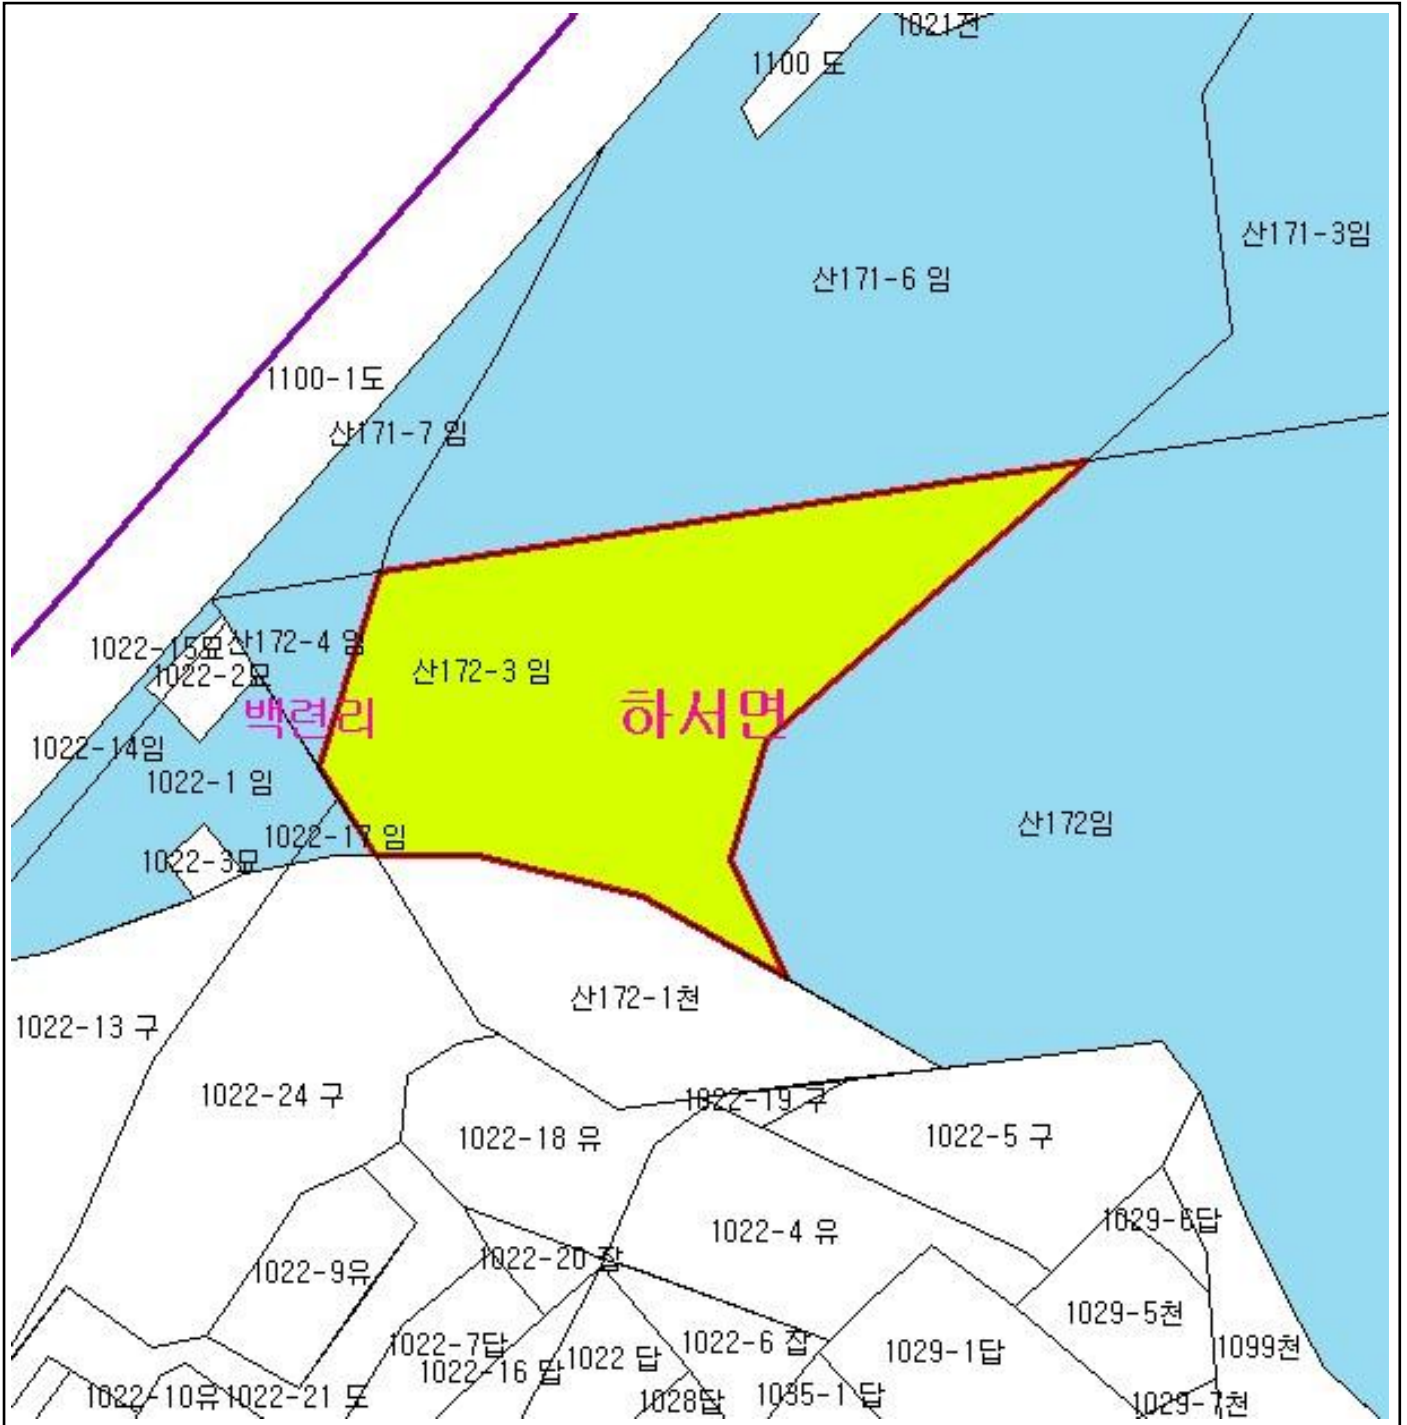 1021전
1100 도
산171-3임
산171-6 임
1100-1도
산171-7 임
1022-15묘
산172-4 임
1022-2묘
산172-3 임
백련리
하서면
1022-14임
1022-1 임
산172임
1022-17 임
1022-3묘
산172-1천
1022-13 구
1022-24 구
1022-19 구
1022-18 유
1022-5 구
1022-4 유
1029-6답
1022-20 잡
1022-9유
1029-5천
1022-7답
1022-6 잡
1022 답
1029-1답
1099천
1022-16 답
1022-10유
1022-21 도
1028답
1035-1 답
1029-7천